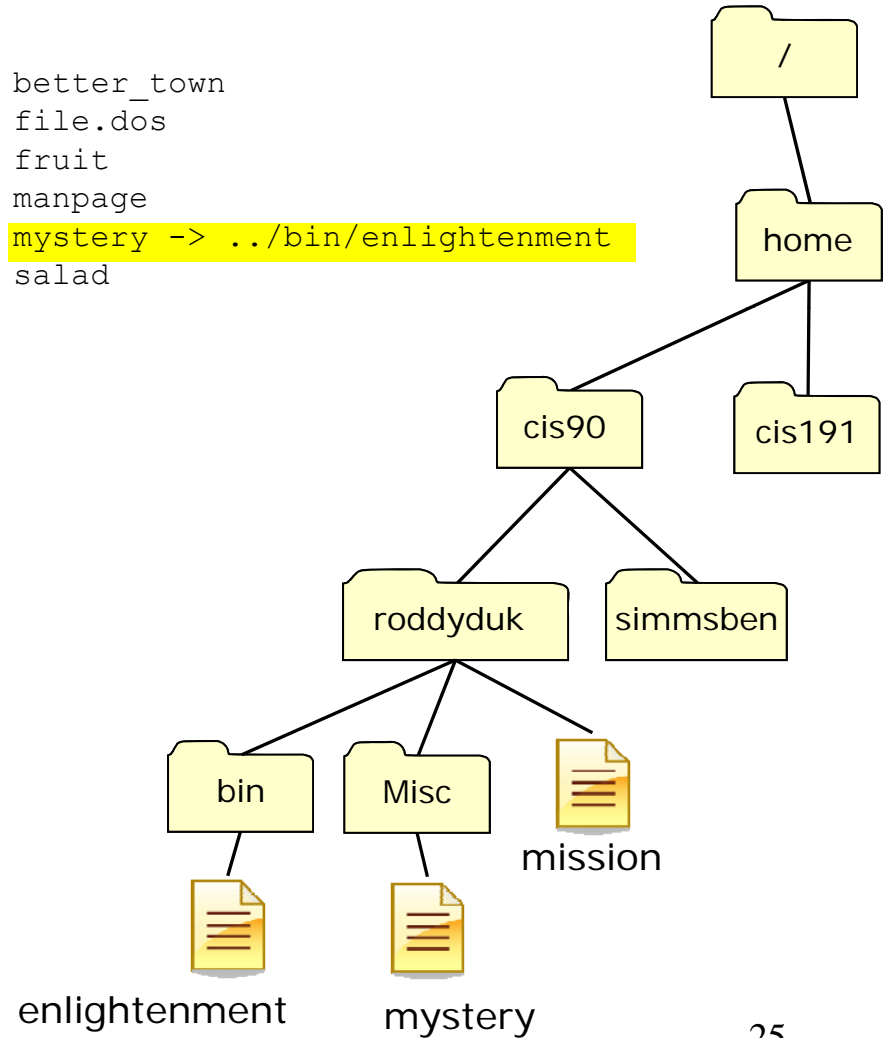 /
better_town
file.dos
fruit
manpage
mystery -> ../bin/enlightenment
salad
home
cis90
cis191
roddyduk
simmsben
bin
Misc
mission
enlightenment
mystery
25